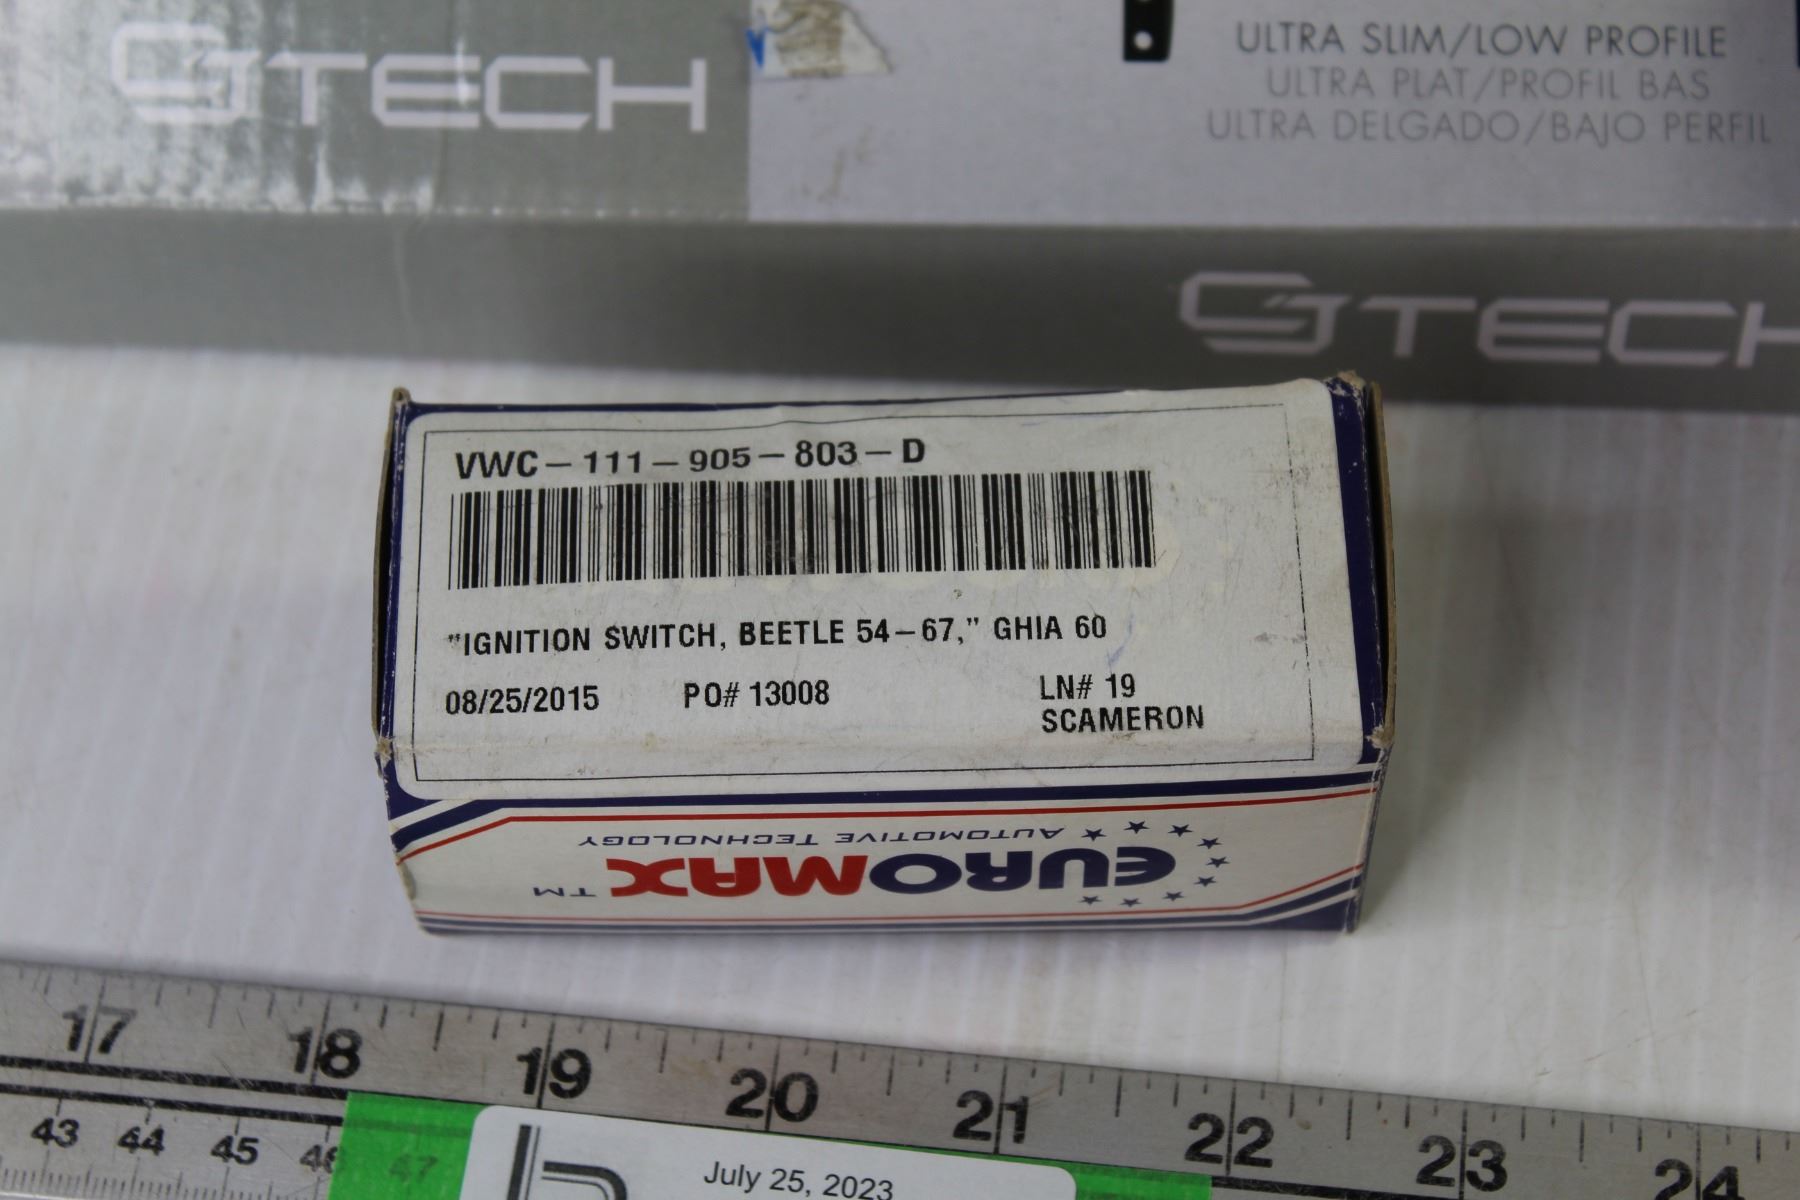 CJTECH
ULTRA SLIM/LOW PROFILE
ULTRA PLAT/PROFIL BAS
ULTRA DELGADO/BAJO PERFIL
CJTECH
VWC-111-905-803-D
"IGNITION SWITCH, BEETLE 54-67," GHIA 60
08/25/2015 PO# 13008 LN# 19
SCAMERON
EUROMAX TM
AUTOMOTIVE TECHNOLOGY
17 18 19 20 21 22 23 24
43 44 45 46 47
July 25, 2023